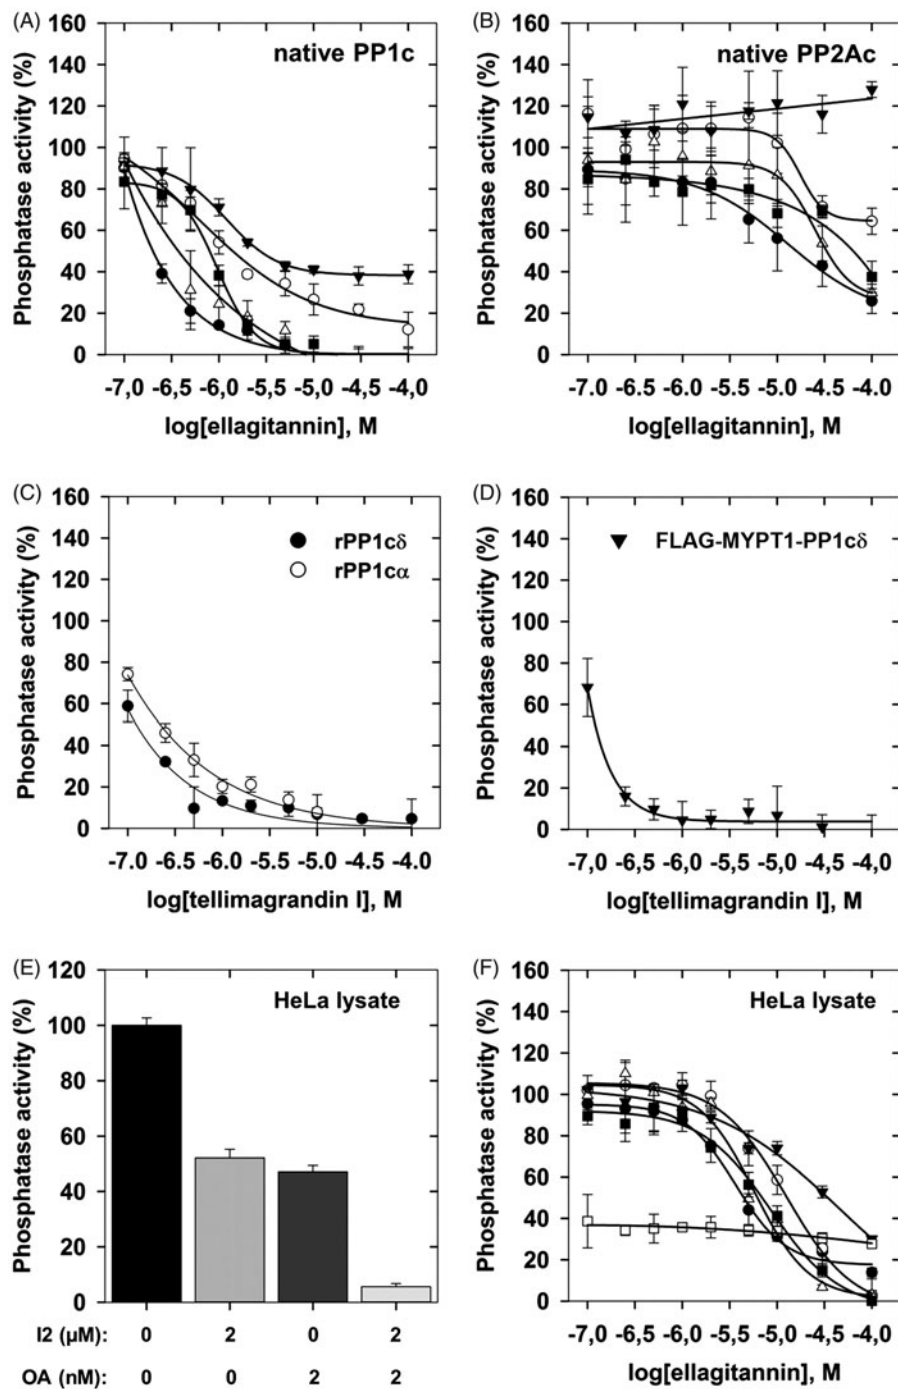 (A)
native PP1c
Phosphatase activity (%)
160
140
120
100
80
60
40
20
0
-7,0 -6,5 -6,0 -5,5 -5,0 -4,5 -4,0
log[ellagitannin], M
(B)
native PP2Ac
Phosphatase activity (%)
160
140
120
100
80
60
40
20
0
-7.0 -6.5 -6.0 -5.5 -5.0 -4.5 -4.0
log[ellagitannin], M
(C)
rPP1cδ
rPP1cα
Phosphatase activity (%)
160
140
120
100
80
60
40
20
0
-7.0 -6.5 -6.0 -5.5 -5.0 -4.5 -4.0
log[tellimagrandin I], M
(D)
FLAG-MYPT1-PP1cδ
Phosphatase activity (%)
160
140
120
100
80
60
40
20
0
-7.0 -6.5 -6.0 -5.5 -5.0 -4.5 -4.0
log[tellimagrandin I], M
(E)
HeLa lysate
Phosphatase activity (%)
120
100
80
60
40
20
0
I2 (µM): 0 2 0 2
OA (nM): 0 0 2 2
(F)
HeLa lysate
Phosphatase activity (%)
160
140
120
100
80
60
40
20
0
-7,0 -6,5 -6,0 -5,5 -5,0 -4,5 -4,0
log[ellagitannin], M